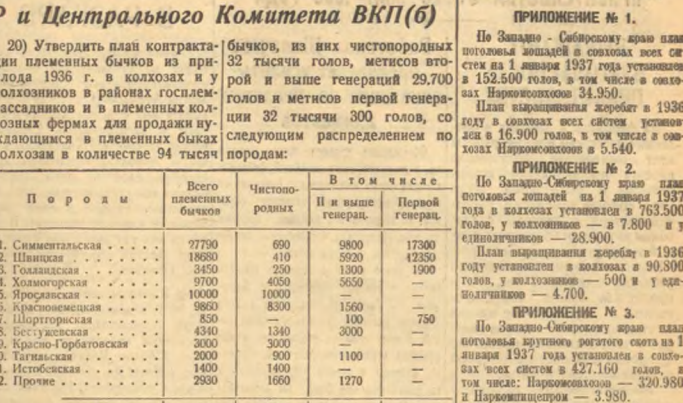 и Центрального Комитета ВКП(б)
20) Утвердить план контракта-
ции племенных бычков из при-
плода 1936 г. в колхозах и у
колхозников в районах госплем-
рассадников и в племенных кол-
хозных фермах для продажи ну-
ждающимся в племенных быках
колхозам в количестве 94 тысяч
бычков, из них чистопородных
32 тысячи голов, метисов вто-
рой и выше генераций 29.700
голов и метисов первой генера-
ции 32 тысячи 300 голов, со
следующим распределением по
породам:
Породы
Всего племенных бычков
Чистопо-родных
В том числе
II и выше генерац.
Первой генерац.
1. Симментальская . . . . . 27790 690 9800 17300
2. Швицкая . . . . . 18680 410 5920 12350
3. Голландская . . . . . 3450 250 1300 1900
4. Холмогорская . . . . . 9700 4050 5650 —
5. Ярославская . . . . . 10000 10000 — —
6. Красновемецкая . . . . . 9860 8300 1560 —
7. Шортгорнская . . . . . 850 — 100 750
8. Бестужевская . . . . . 4340 1340 3000 —
9. Красно-Горбатовская . . 3000 3000 — —
0. Тагильская . . . . . 2000 900 1100 —
1. Истобевская . . . . . 1400 1400 — —
2. Прочие . . . . . 2930 1660 1270 —
ПРИЛОЖЕНИЕ № 1.
По Западно - Сибирскому краю план
поголовья лошадей в совхозах всех си-
стем на 1 января 1937 года установлен
в 152.500 голов, в том числе в совхо-
зах Наркомсовхозов 34.950.
План выращивания жеребят в 1936
году в совхозах всех систем установ-
лен в 16.900 голов, в том числе в сов-
хозах Наркомсовхозов в 5.540.
ПРИЛОЖЕНИЕ № 2.
По Западно-Сибирскому краю план
поголовья лошадей на 1 января 1937
года в колхозах установлен в 763.500
голов, у колхозников — в 7.800 и у
единоличников — 28.900.
План выращивания жеребят в 1936
году установлен в колхозах в 90.800
голов, у колхозников — 500 и у еди-
ноличников — 4.700.
ПРИЛОЖЕНИЕ № 3.
По Западно-Сибирскому краю план
поголовья крупного рогатого скота на 1
января 1937 года установлен в совхо-
зах всех систем в 427.160 голов, в
том числе: Наркомсовхозов — 320.980
и Наркомпищепром — 3.980.